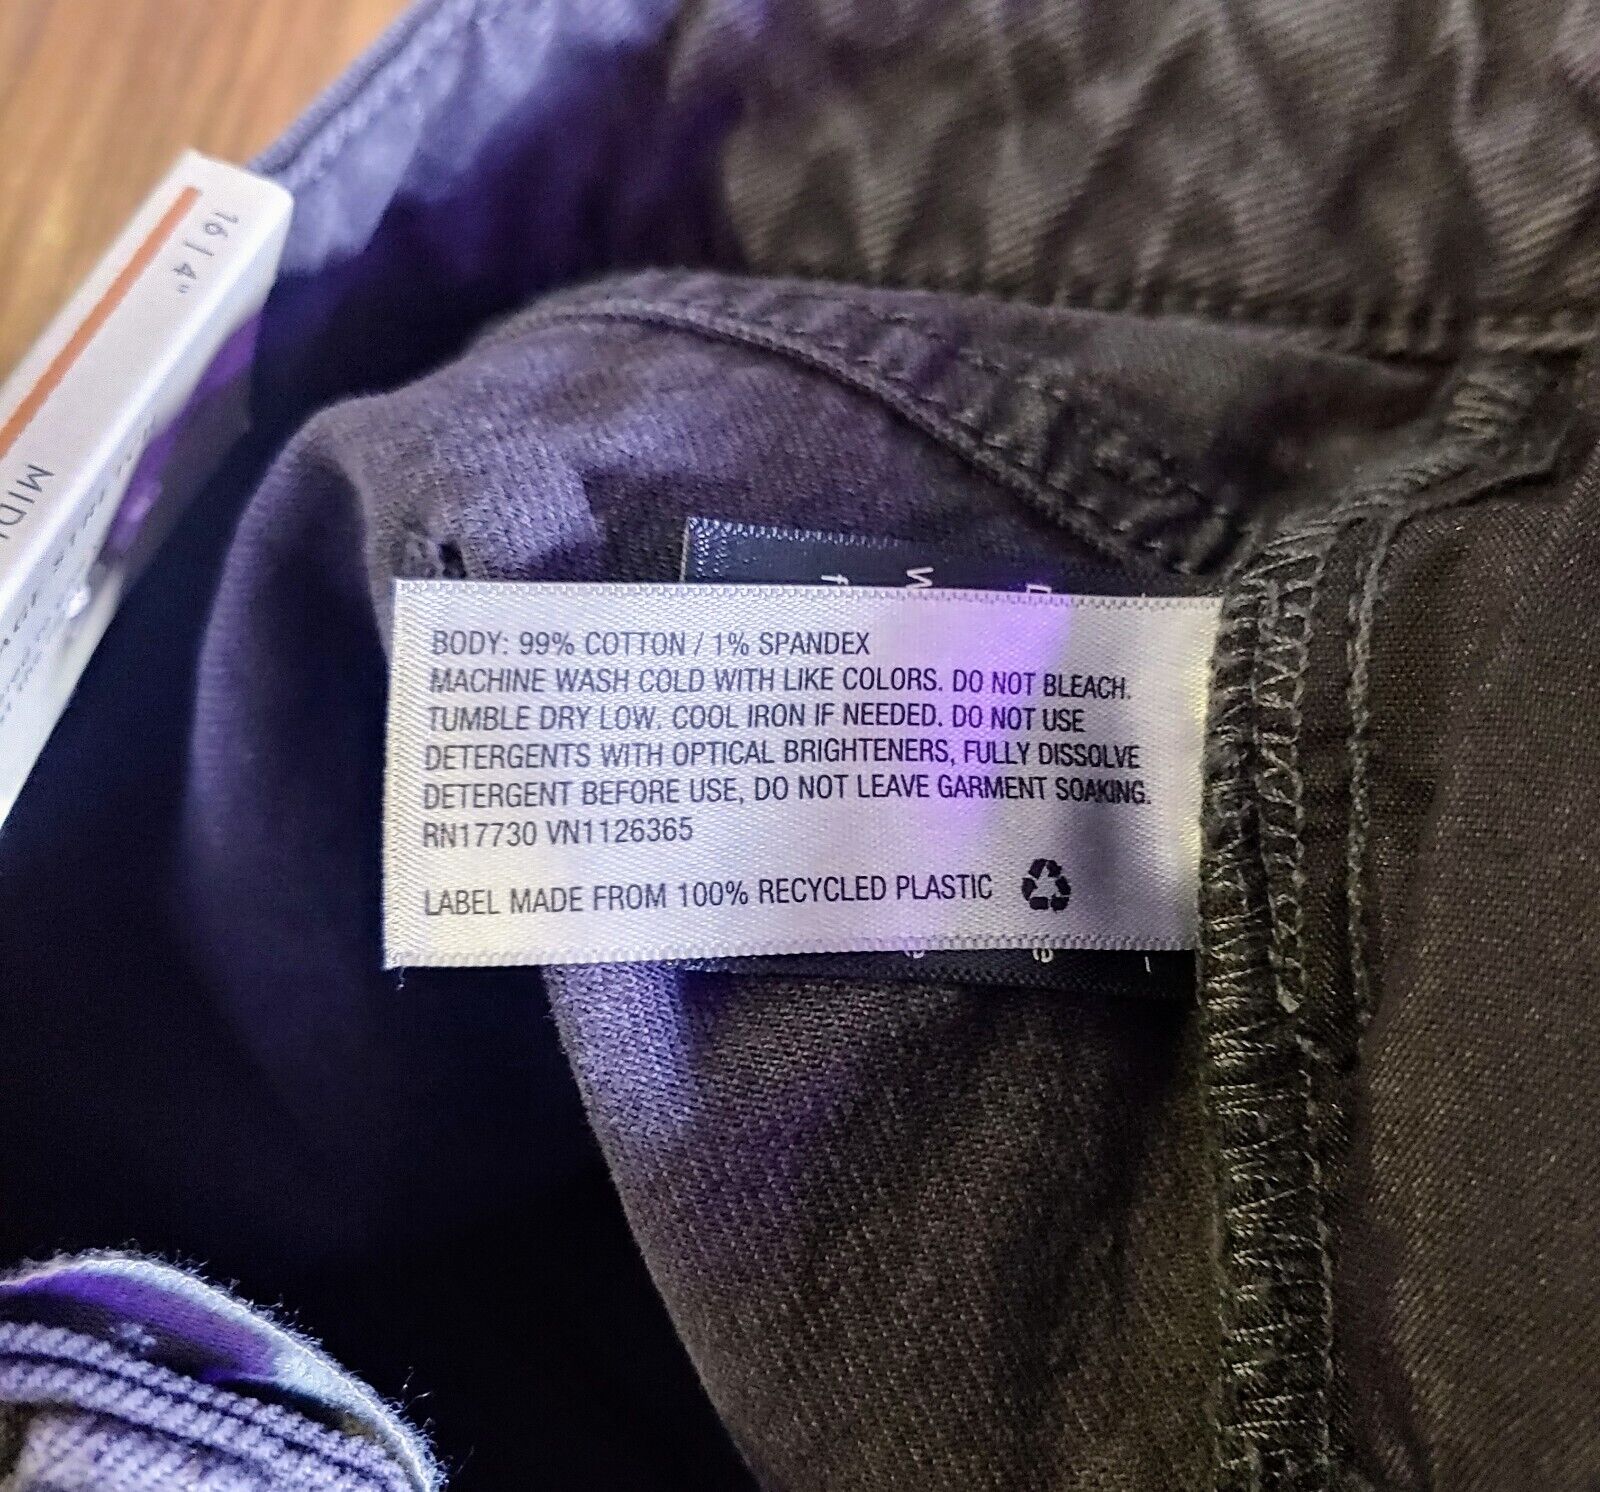 16 | 4"
BODY: 99% COTTON / 1% SPANDEX
MACHINE WASH COLD WITH LIKE COLORS. DO NOT BLEACH.
TUMBLE DRY LOW. COOL IRON IF NEEDED. DO NOT USE
DETERGENTS WITH OPTICAL BRIGHTENERS, FULLY DISSOLVE
DETERGENT BEFORE USE, DO NOT LEAVE GARMENT SOAKING.
RN17730 VN1126365
LABEL MADE FROM 100% RECYCLED PLASTIC